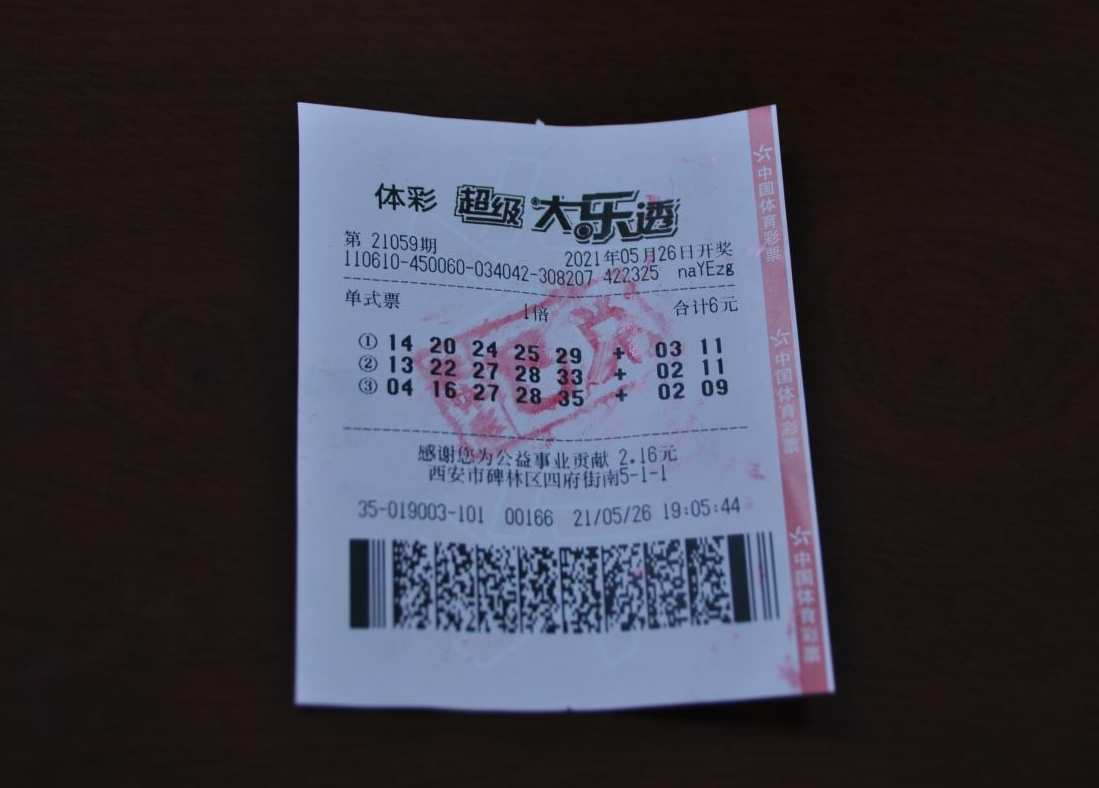 体彩 超级大乐透
第 21059期 2021年05月26日开奖
110610-450060-034042-308207 422325 naYEzg
单式票 1倍 合计6元
① 14 20 24 25 29 + 03 11
② 13 22 27 28 33 + 02 11
③ 04 16 27 28 35 + 02 09
感谢您为公益事业贡献 2.16元
西安市碑林区四府街南5-1-1
35-019003-101 00166 21/05/26 19:05:44
中国体育彩票
中国体育彩票
中国体育彩票